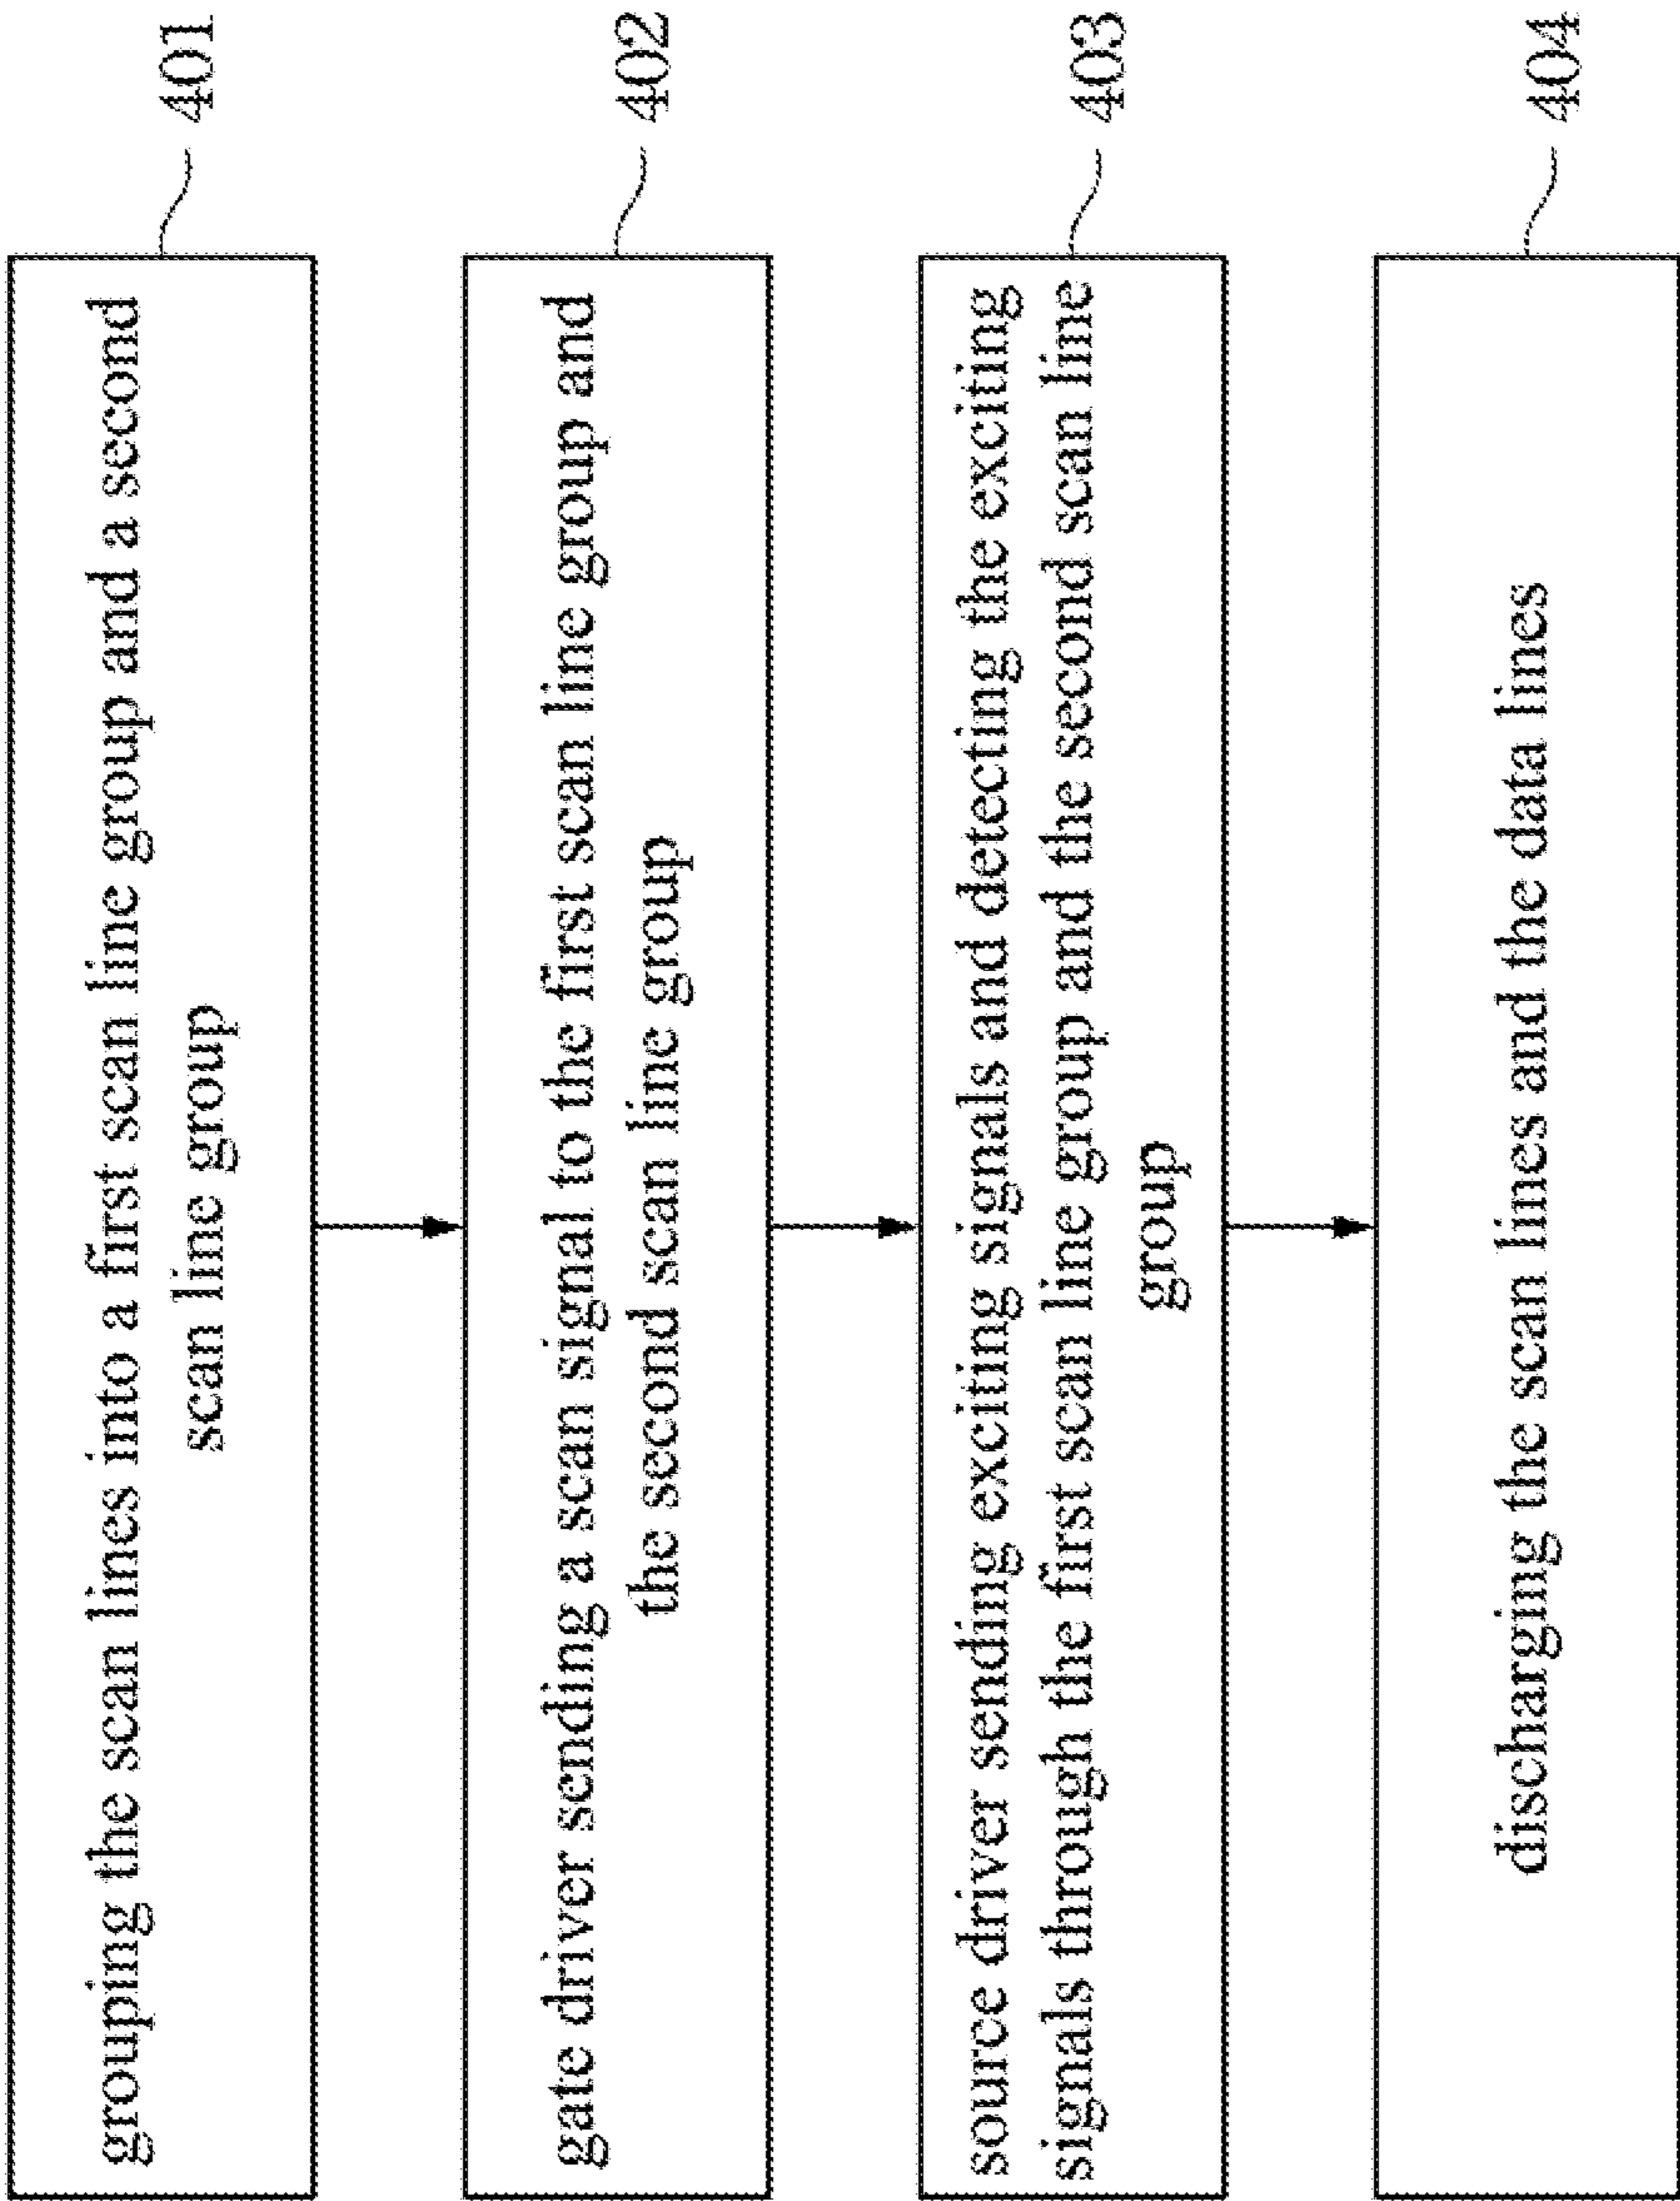 grouping the scan lines into a first scan line group and a second
scan line group
401
gate driver sending a scan signal to the first scan line group and
the second scan line group
402
source driver sending exciting signals and detecting the exciting
signals through the first scan line group and the second scan line
group
403
discharging the scan lines and the data lines
404